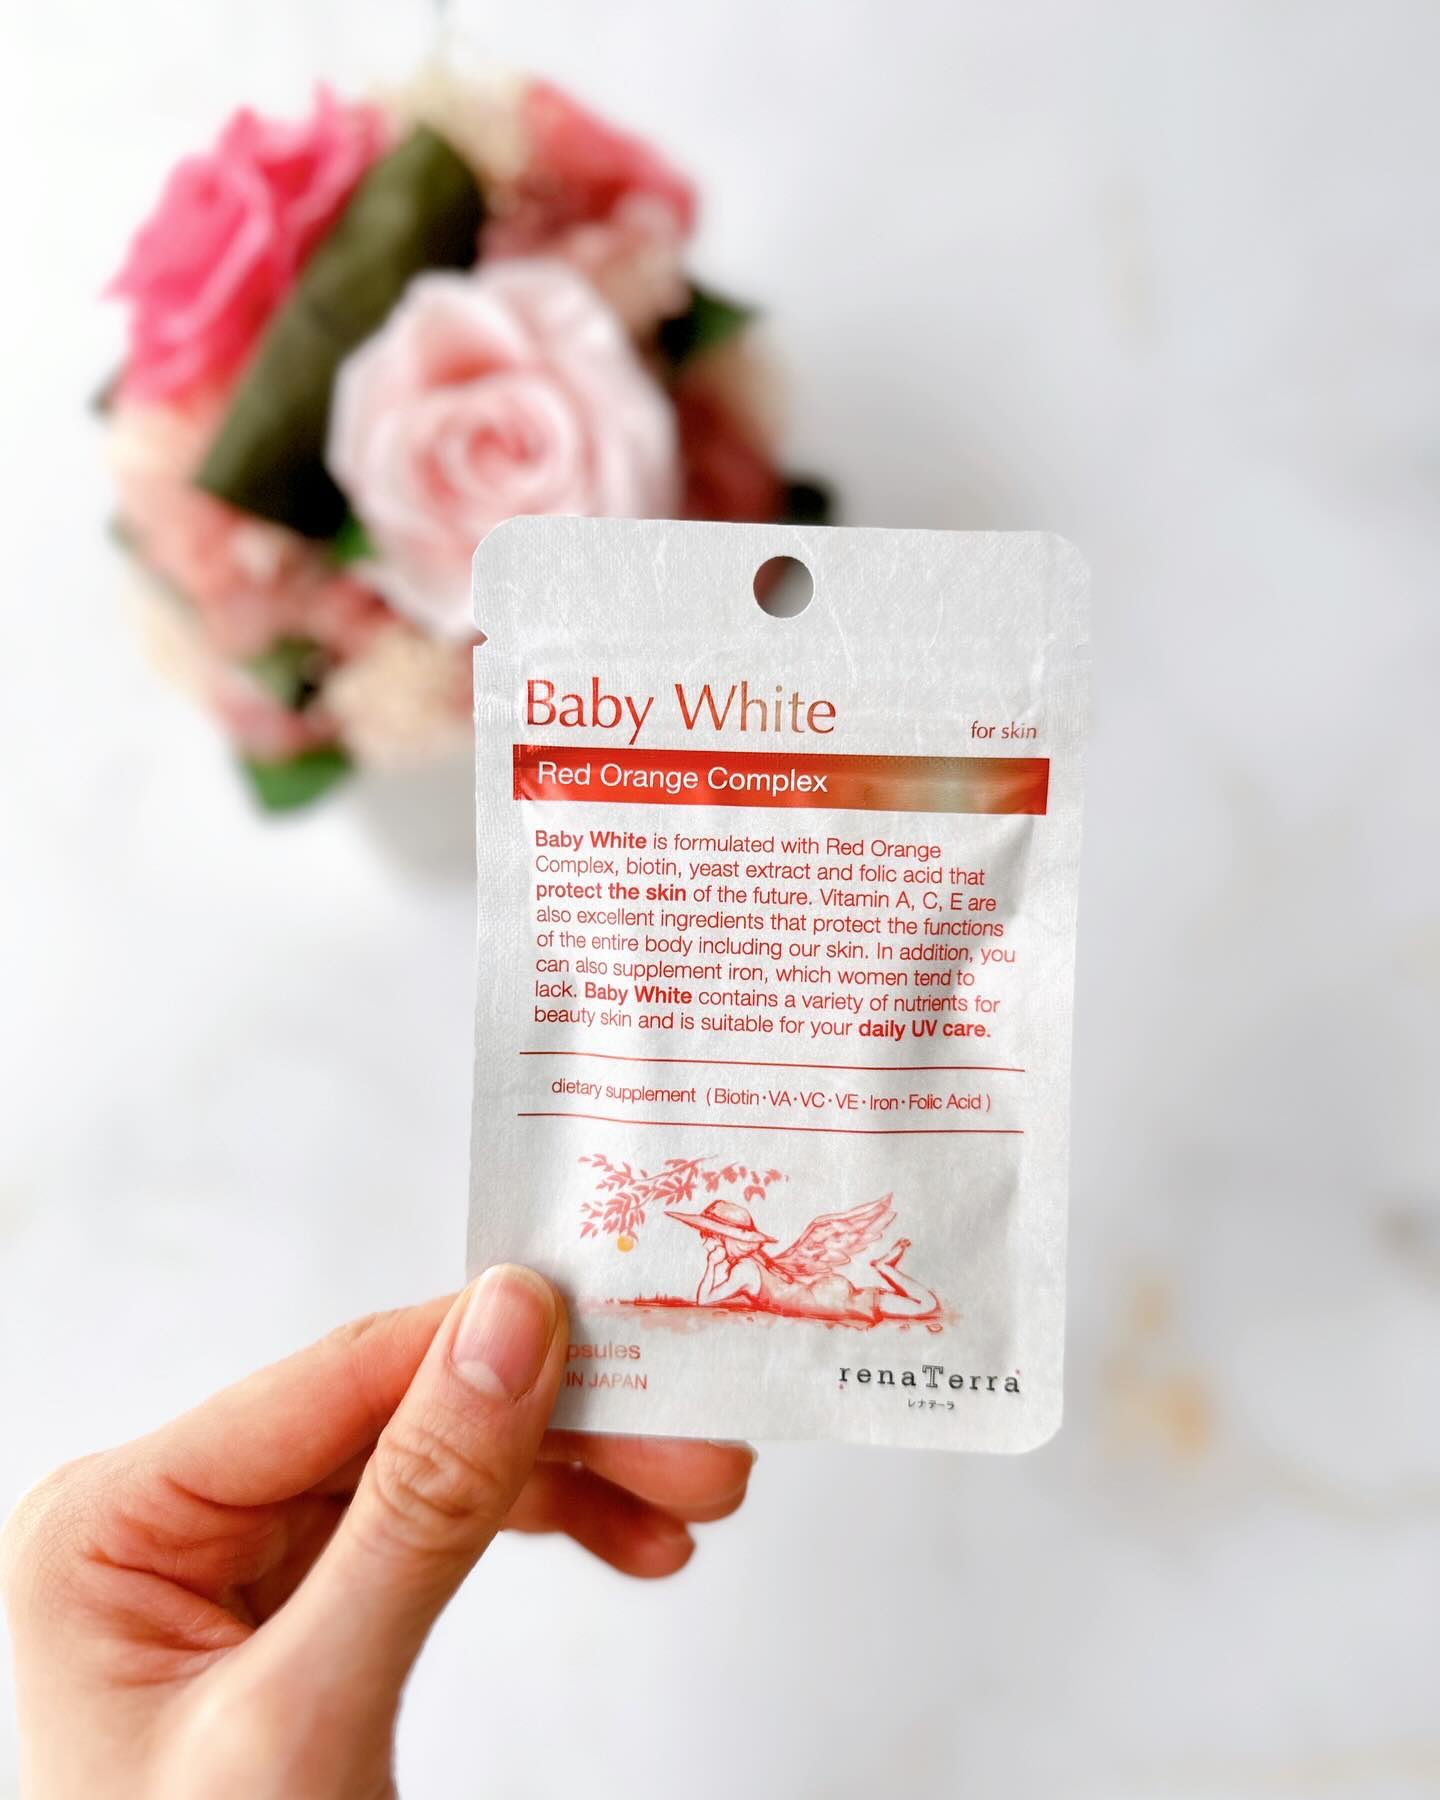 Baby White
for skin
Red Orange Complex
Baby White is formulated with Red Orange
Complex, biotin, yeast extract and folic acid that
protect the skin of the future. Vitamin A, C, E are
also excellent ingredients that protect the functions
of the entire body including our skin. In addition, you
can also supplement iron, which women tend to
lack. Baby White contains a variety of nutrients for
beauty skin and is suitable for your daily UV care.
dietary supplement (Biotin・VA・VC・VE・Iron・Folic Acid)
psules
IN JAPAN
renaTerra
レナテーラ